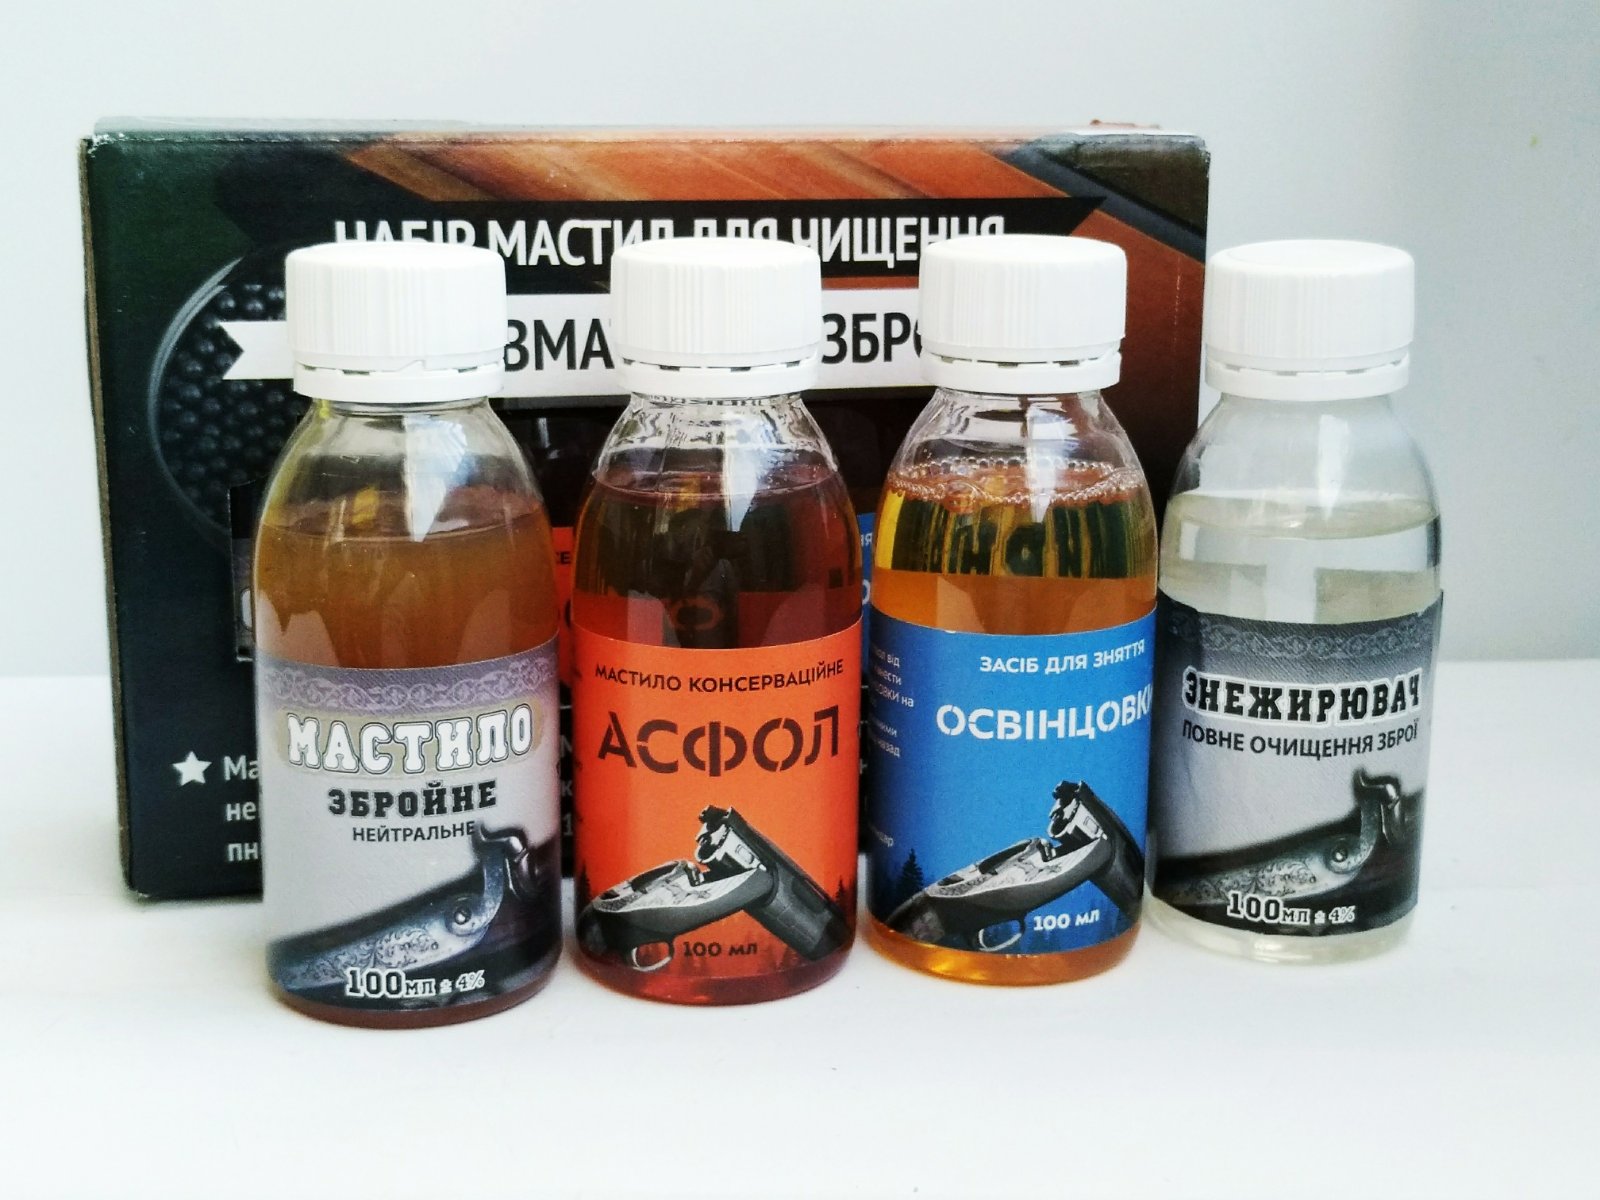 НАБІР МАСТИЛ ДЛЯ ЧИЩЕННЯ
МАСТИЛО
ЗБРОЙНЕ
НЕЙТРАЛЬНЕ
100мл ± 4%
МАСТИЛО КОНСЕРВАЦІЙНЕ
АСФОЛ
100 мл
ЗАСІБ ДЛЯ ЗНЯТТЯ
ОСВІНЦОВКИ
100 мл
ЗНЕЖИРЮВАЧ
ПОВНЕ ОЧИЩЕННЯ ЗБРОЇ
100мл ± 4%